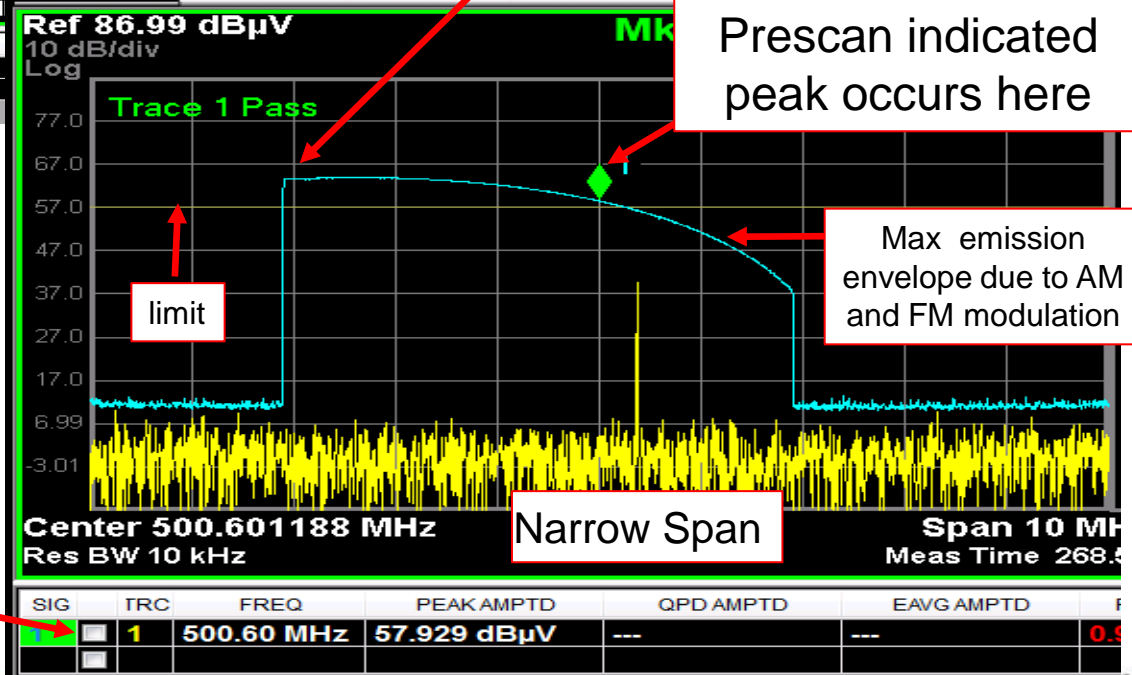 Ref 86.99 dBµV
10 dB/div
Log
Prescan indicated
peak occurs here
Trace 1 Pass
77.0
67.0
57.0
47.0
37.0
27.0
17.0
6.99
-3.01
limit
Max emission
envelope due to AM
and FM modulation
Narrow Span
Center 500.601188 MHz
Span 10
Res BW 10 kHz
Meas Time
SIG TRC FREQ PEAK AMPTD QPD AMPTD EAVG AMPTD
1 1 500.60 MHz 57.929 dBµV --- ---